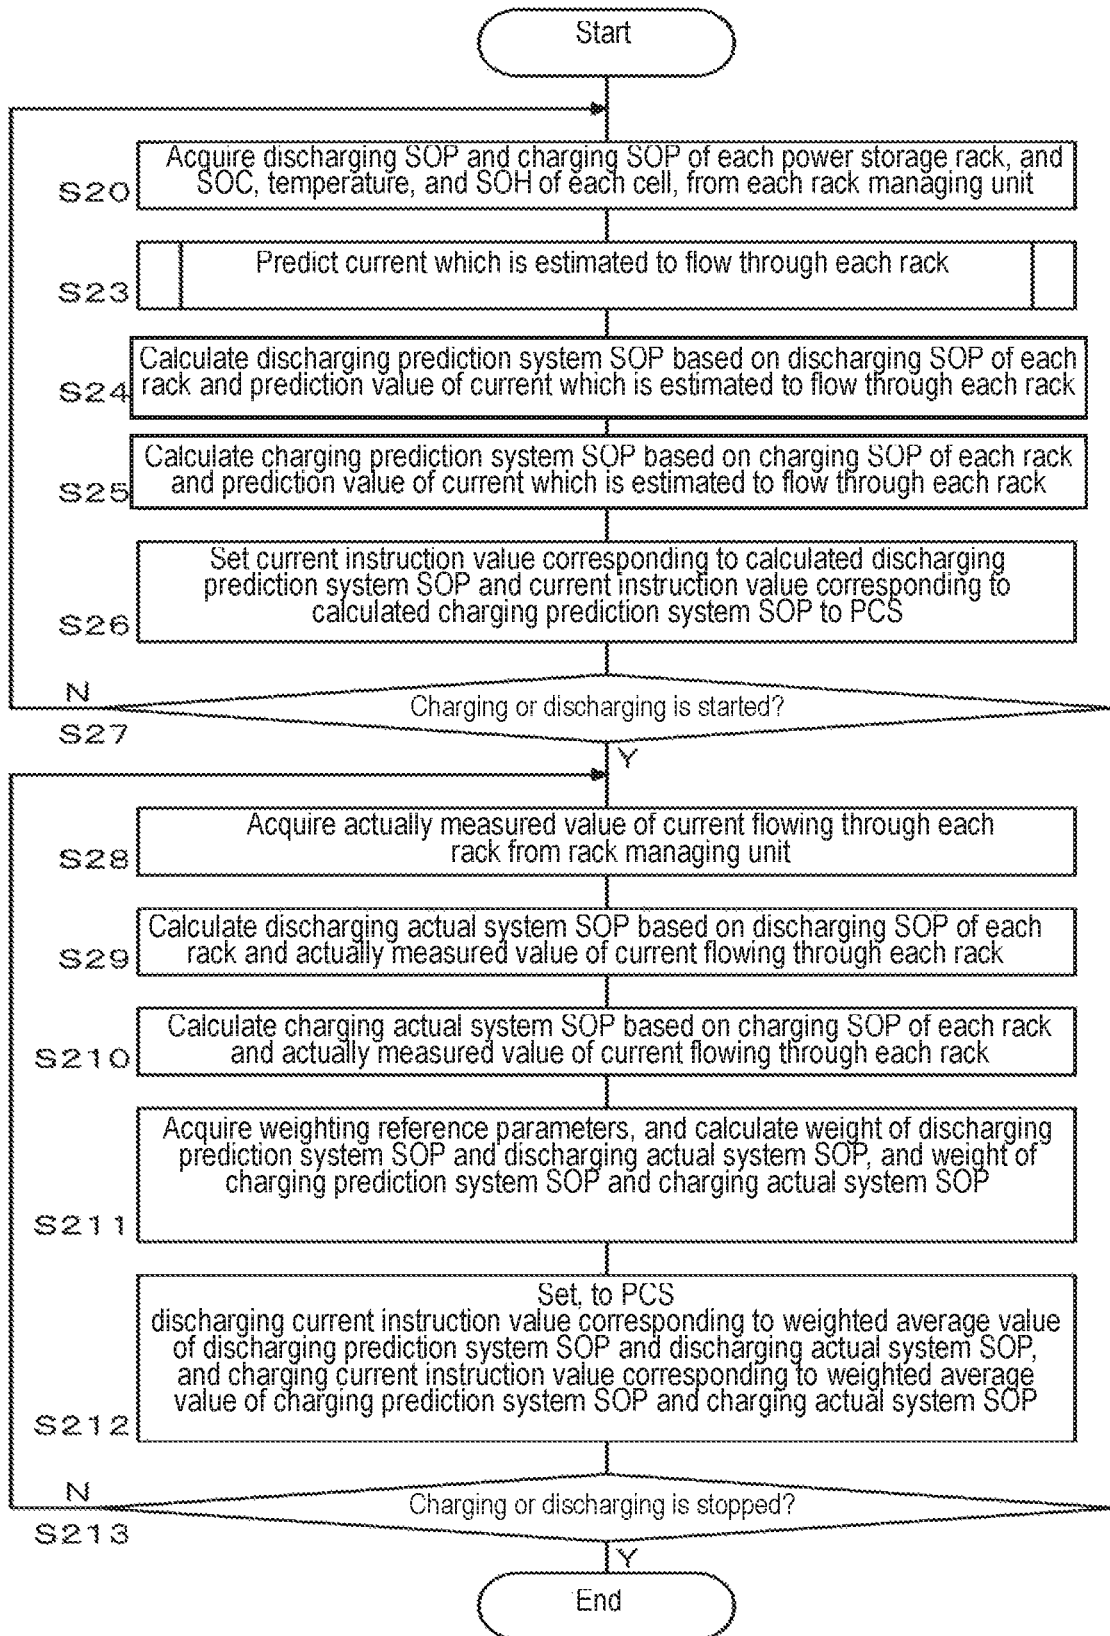 Start
Acquire discharging SOP and charging SOP of each power storage rack, and
SOC, temperature, and SOH of each cell, from each rack managing unit
S20
Predict current which is estimated to flow through each rack
S23
Calculate discharging prediction system SOP based on discharging SOP of each
rack and prediction value of current which is estimated to flow through each rack
S24
Calculate charging prediction system SOP based on charging SOP of each rack
and prediction value of current which is estimated to flow through each rack
S25
Set current instruction value corresponding to calculated discharging
prediction system SOP and current instruction value corresponding to
calculated charging prediction system SOP to PCS
S26
N
Charging or discharging is started?
S27
Y
Acquire actually measured value of current flowing through each
rack from rack managing unit
S28
Calculate discharging actual system SOP based on discharging SOP of each
rack and actually measured value of current flowing through each rack
S29
Calculate charging actual system SOP based on charging SOP of each rack
and actually measured value of current flowing through each rack
S210
Acquire weighting reference parameters, and calculate weight of discharging
prediction system SOP and discharging actual system SOP, and weight of
charging prediction system SOP and charging actual system SOP
S211
Set, to PCS
discharging current instruction value corresponding to weighted average value
of discharging prediction system SOP and discharging actual system SOP,
and charging current instruction value corresponding to weighted average
value of charging prediction system SOP and charging actual system SOP
S212
N
Charging or discharging is stopped?
S213
Y
End